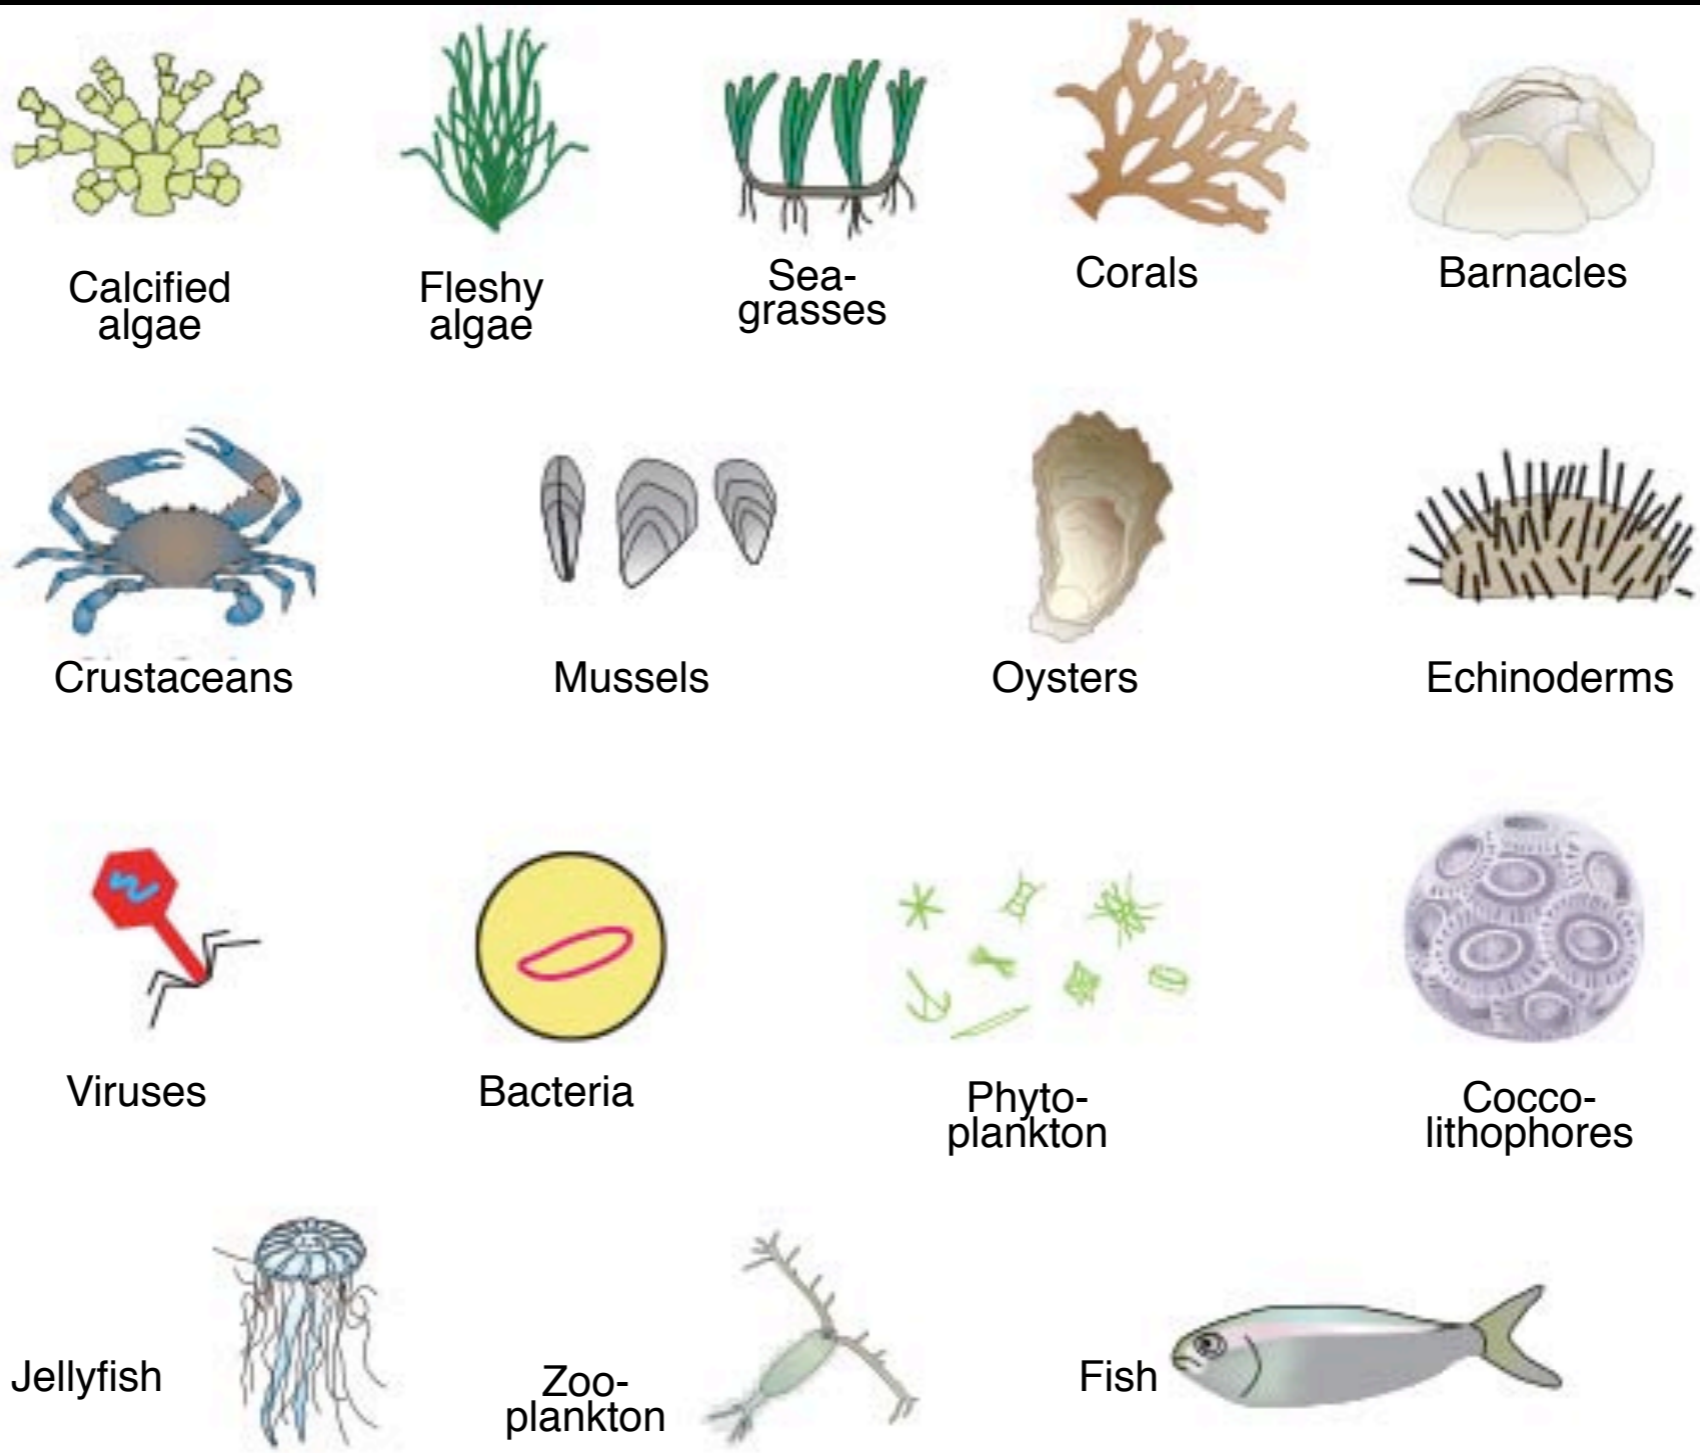 Calcified
algae
Fleshy
algae
Sea-
grasses
Corals
Barnacles
Crustaceans
Mussels
Oysters
Echinoderms
Viruses
Bacteria
Phyto-
plankton
Cocco-
lithophores
Jellyfish
Zoo-
plankton
Fish